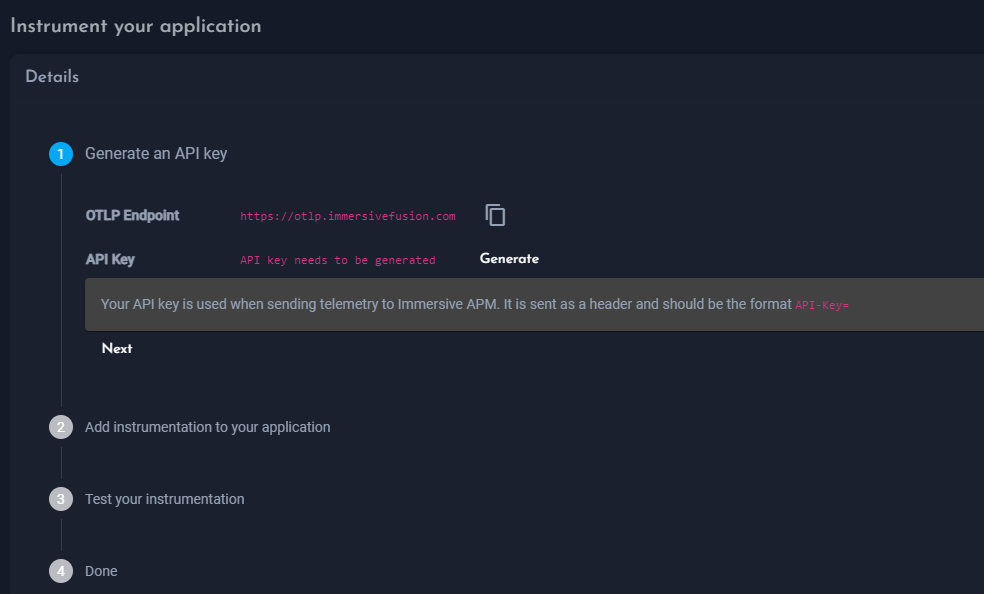 Instrument your application
Details
1 Generate an API key
OTLP Endpoint https://otlp.immersivefusion.com
API Key API key needs to be generated Generate
Your API key is used when sending telemetry to Immersive APM. It is sent as a header and should be the format API-Key=
Next
2 Add instrumentation to your application
3 Test your instrumentation
4 Done